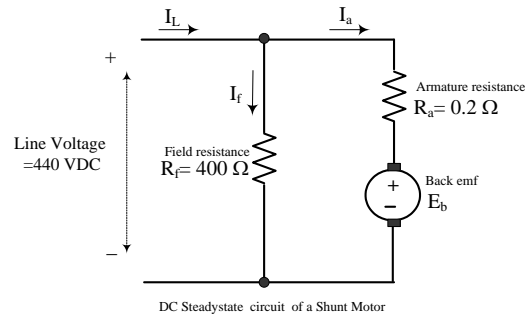 I_L
I_a
+
I_f
Armature resistance
R_a= 0.2 Ω
Line Voltage
=440 VDC
Field resistance
R_f= 400 Ω
+
−
Back emf
E_b
−
DC Steadystate circuit of a Shunt Motor